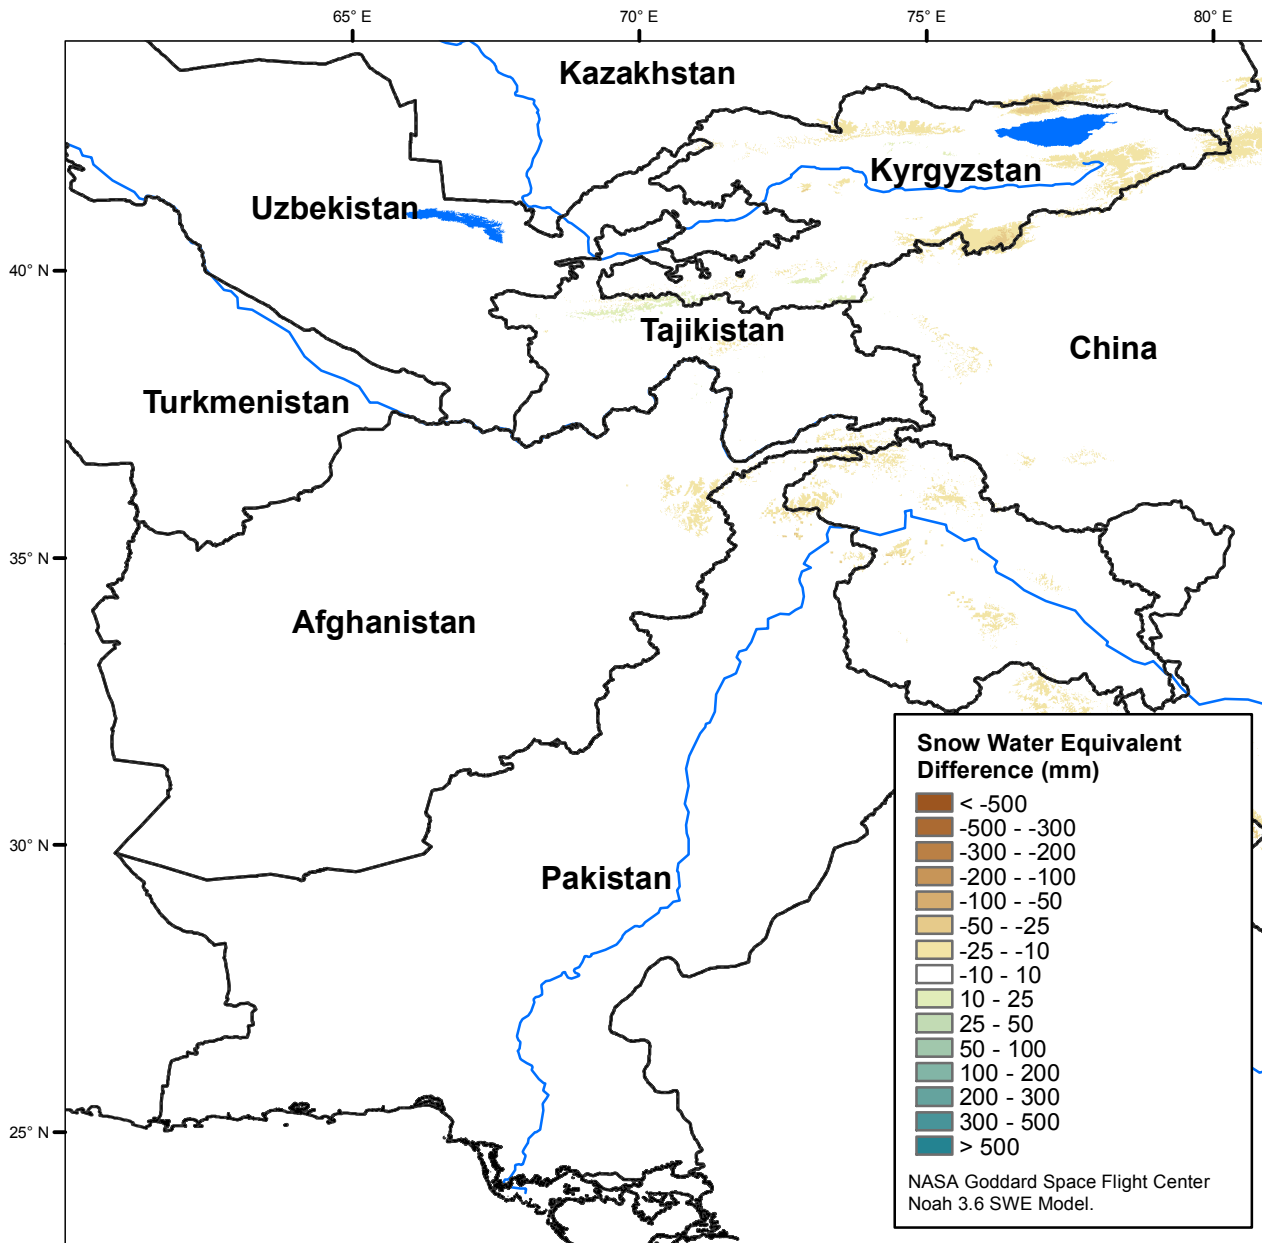 65° E
70° E
75° E
80° E
Kazakhstan
Kyrgyzstan
Uzbekistan
40° N
Tajikistan
China
Turkmenistan
35° N
Afghanistan
Snow Water Equivalent
Difference (mm)
< -500
-500 - -300
-300 - -200
-200 - -100
-100 - -50
-50 - -25
-25 - -10
-10 - 10
10 - 25
25 - 50
50 - 100
100 - 200
200 - 300
300 - 500
> 500
30° N
Pakistan
25° N
NASA Goddard Space Flight Center
Noah 3.6 SWE Model.